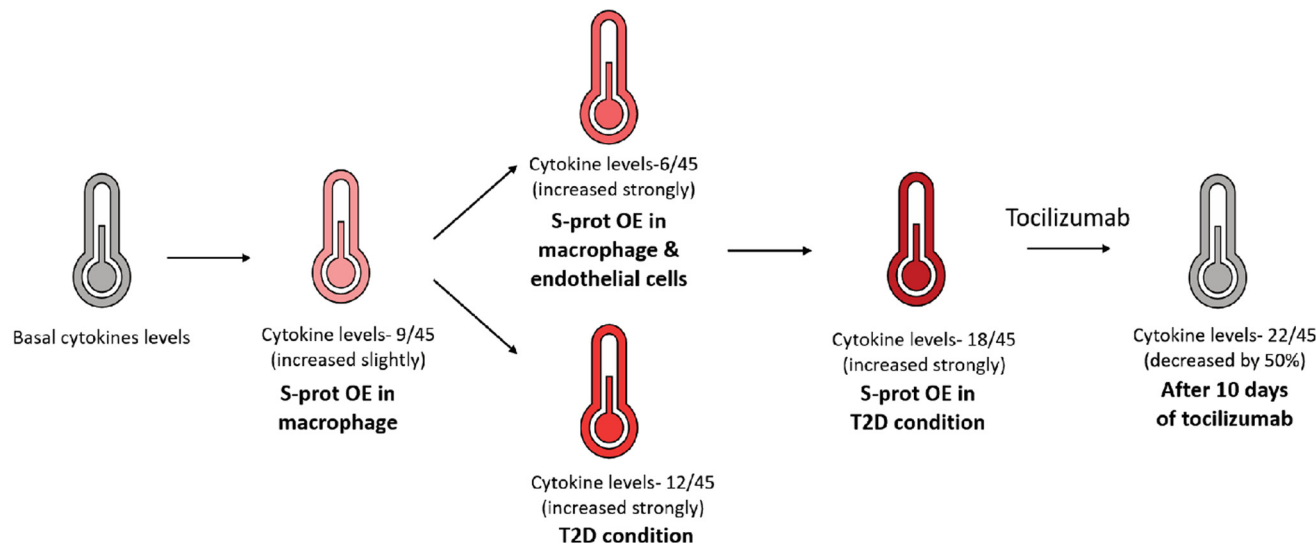 Basal cytokines levels
Cytokine levels- 9/45
(increased slightly)
S-prot OE in
macrophage
Cytokine levels-6/45
(increased strongly)
S-prot OE in
macrophage &
endothelial cells
Cytokine levels- 12/45
(increased strongly)
T2D condition
Cytokine levels- 18/45
(increased strongly)
S-prot OE in
T2D condition
Tocilizumab
Cytokine levels- 22/45
(decreased by 50%)
After 10 days
of tocilizumab